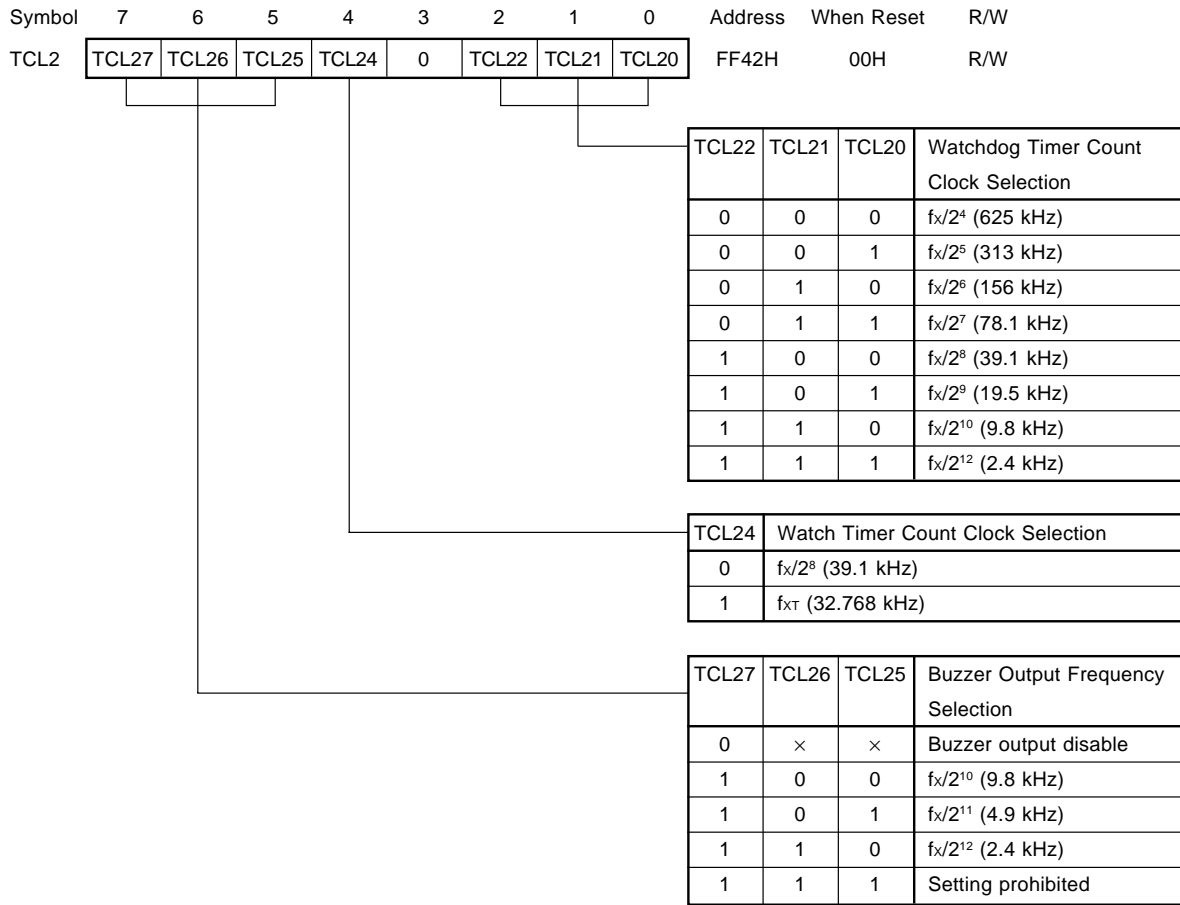 Symbol 7 6 5 4 3 2 1 0 Address When Reset R/W
TCL2 TCL27 TCL26 TCL25 TCL24 0 TCL22 TCL21 TCL20 FF42H 00H R/W
TCL22 TCL21 TCL20 Watchdog Timer Count
Clock Selection
0 0 0 fx/2⁴ (625 kHz)
0 0 1 fx/2⁵ (313 kHz)
0 1 0 fx/2⁶ (156 kHz)
0 1 1 fx/2⁷ (78.1 kHz)
1 0 0 fx/2⁸ (39.1 kHz)
1 0 1 fx/2⁹ (19.5 kHz)
1 1 0 fx/2¹⁰ (9.8 kHz)
1 1 1 fx/2¹² (2.4 kHz)
TCL24 Watch Timer Count Clock Selection
0 fx/2⁸ (39.1 kHz)
1 fXT (32.768 kHz)
TCL27 TCL26 TCL25 Buzzer Output Frequency
Selection
0 × × Buzzer output disable
1 0 0 fx/2¹⁰ (9.8 kHz)
1 0 1 fx/2¹¹ (4.9 kHz)
1 1 0 fx/2¹² (2.4 kHz)
1 1 1 Setting prohibited